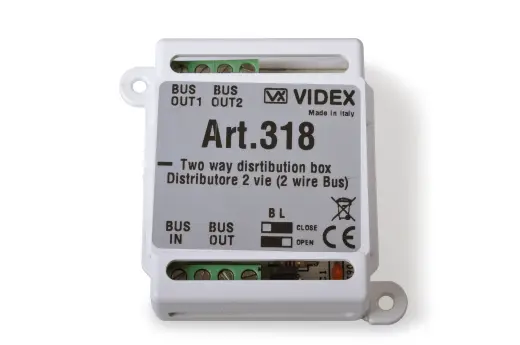 BUS BUS
OUT1 OUT2
VX VIDEX
Made in Italy
Art.318
Two way disrtibution box
Distributore 2 vie (2 wire Bus)
B L
CLOSE
OPEN
BUS BUS
IN OUT
CE